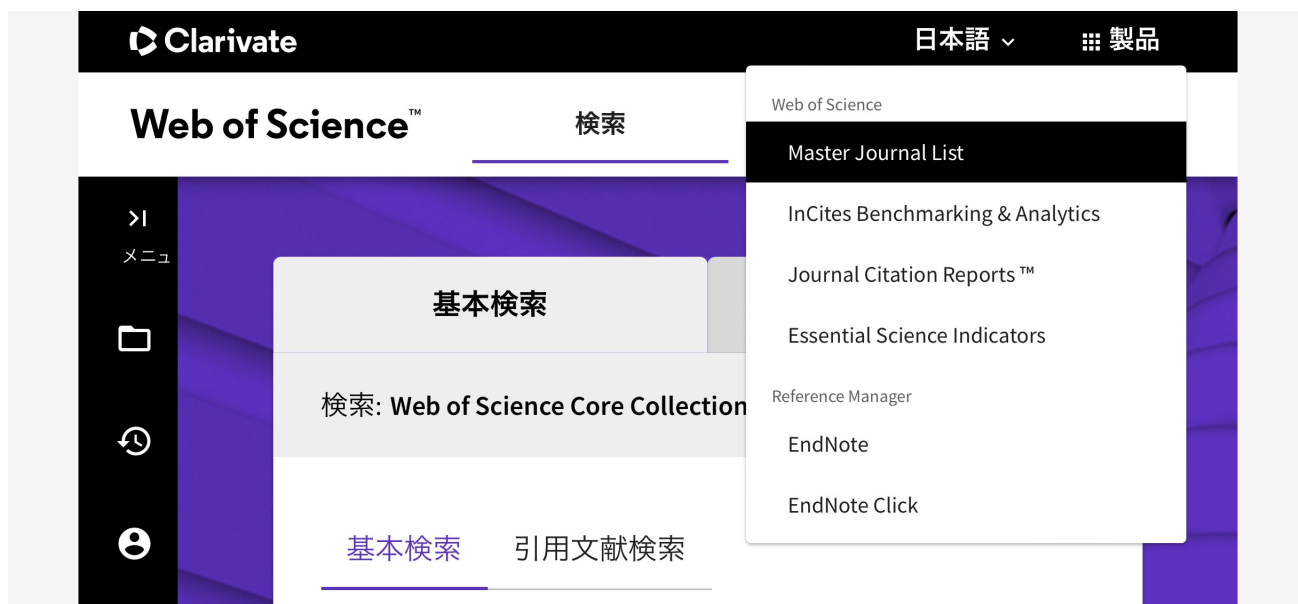 Clarivate
日本語
製品
Web of Science™
検索
Web of Science
Master Journal List
InCites Benchmarking & Analytics
Journal Citation Reports ™
Essential Science Indicators
Reference Manager
EndNote
EndNote Click
メニュ
基本検索
検索: Web of Science Core Collection
基本検索
引用文献検索